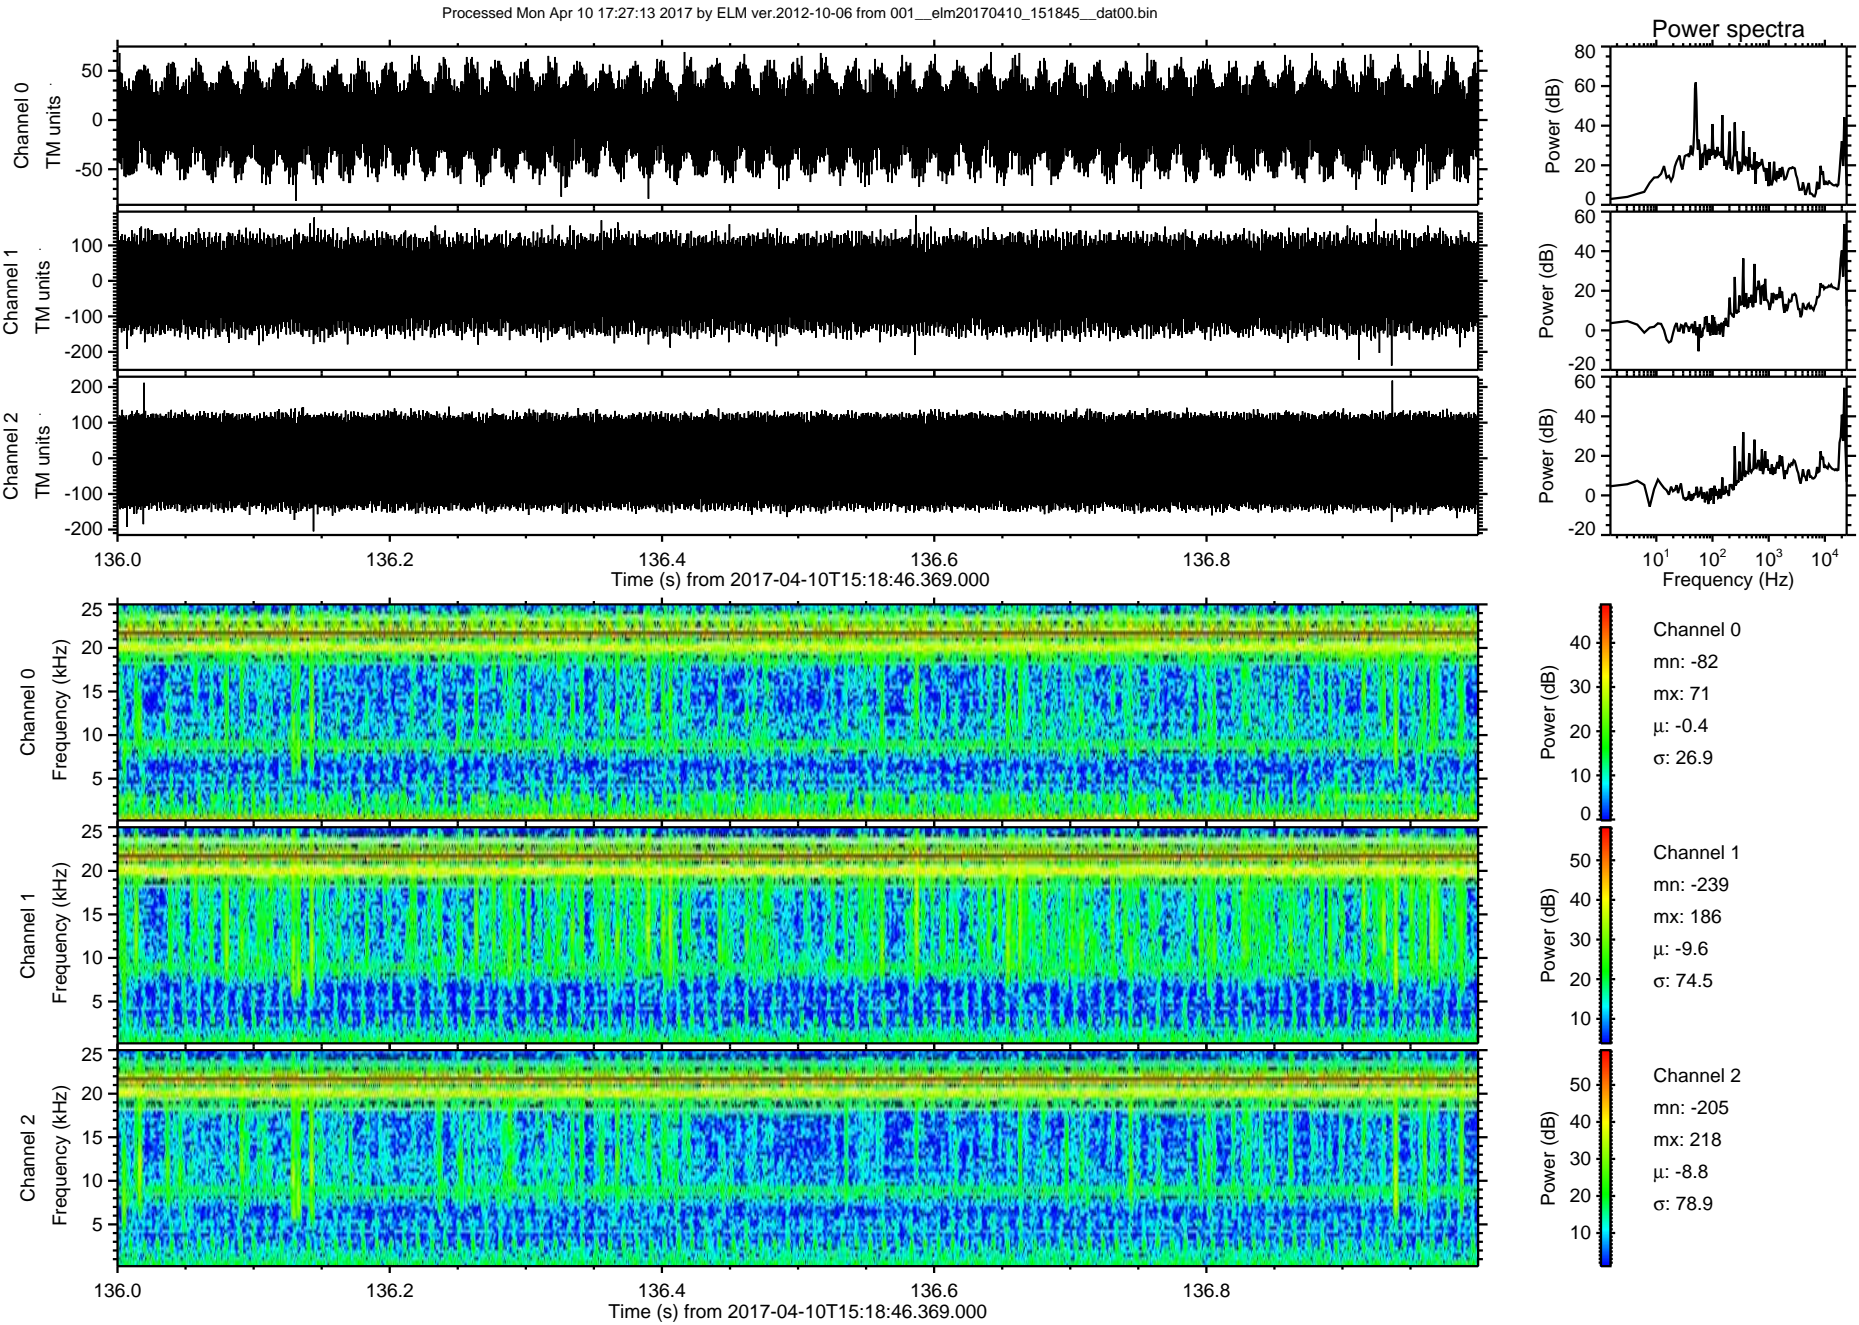 Processed Mon Apr 10 17:27:13 2017 by ELM ver.2012-10-06 from 001__elm20170410_151845__dat00.bin
Power spectra
Channel 0
TM units
50
0
-50
Power (dB)
80
60
40
20
0
Channel 1
TM units
100
0
-100
-200
Power (dB)
60
40
20
0
-20
Channel 2
TM units
200
100
0
-100
-200
Power (dB)
60
40
20
0
-20
136.0 136.2 136.4 136.6 136.8
Time (s) from 2017-04-10T15:18:46.369.000
10¹ 10² 10³ 10⁴
Frequency (Hz)
Channel 0
Frequency (kHz)
25
20
15
10
5
Power (dB)
40
30
20
10
0
Channel 0
mn: -82
mx: 71
μ: -0.4
σ: 26.9
Channel 1
Frequency (kHz)
25
20
15
10
5
Power (dB)
50
40
30
20
10
Channel 1
mn: -239
mx: 186
μ: -9.6
σ: 74.5
Channel 2
Frequency (kHz)
25
20
15
10
5
Power (dB)
50
40
30
20
10
Channel 2
mn: -205
mx: 218
μ: -8.8
σ: 78.9
136.0 136.2 136.4 136.6 136.8
Time (s) from 2017-04-10T15:18:46.369.000